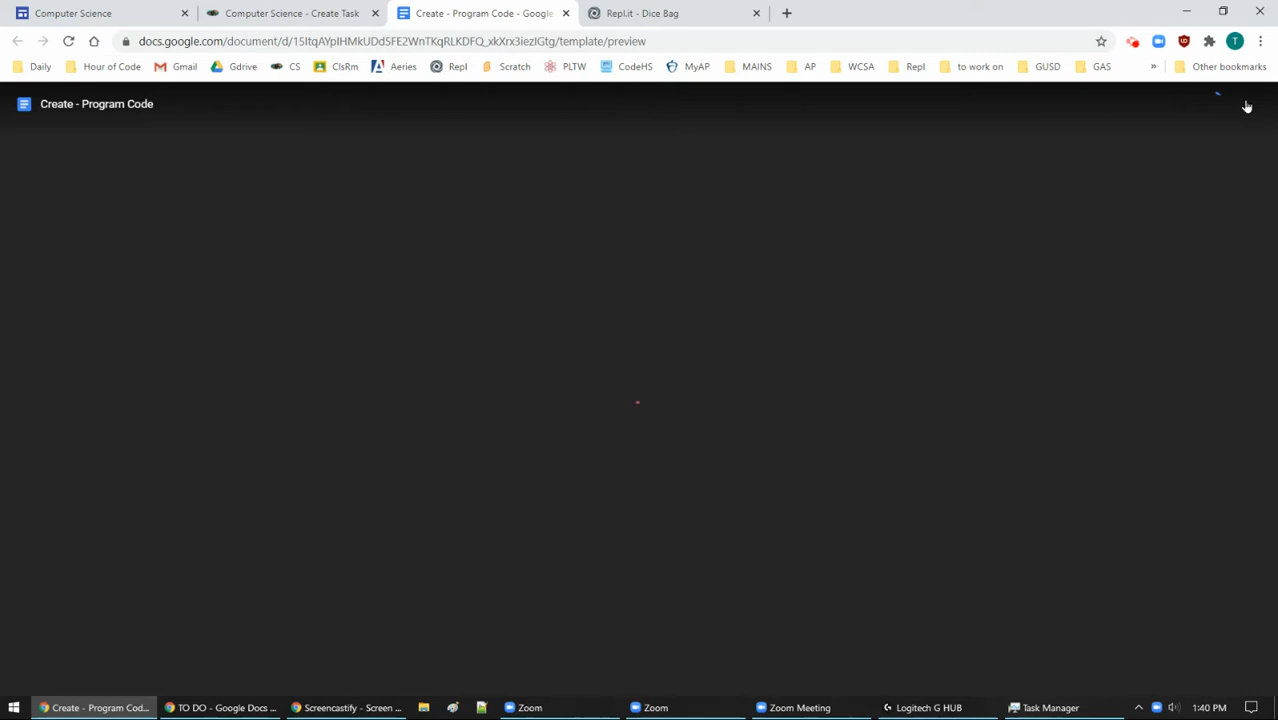 Computer Science
Computer Science - Create Task
Create - Program Code - Google
Repl.it - Dice Bag
docs.google.com/document/d/15ItqAYpIHMkUDd5FE2WnTKqRLKDFQ_xkXrx3iezIGtg/template/preview
T
Daily Hour of Code Gmail Gdrive CS ClsRm Aeries Repl Scratch PLTW CodeHS MyAP MAINS AP WCSA Repl to work on GUSD GAS » Other bookmarks
Create - Program Code
Create - Program Cod... TO DO - Google Docs ... Screencastify - Screen ... Zoom Zoom Zoom Meeting Logitech G HUB Task Manager 1:40 PM